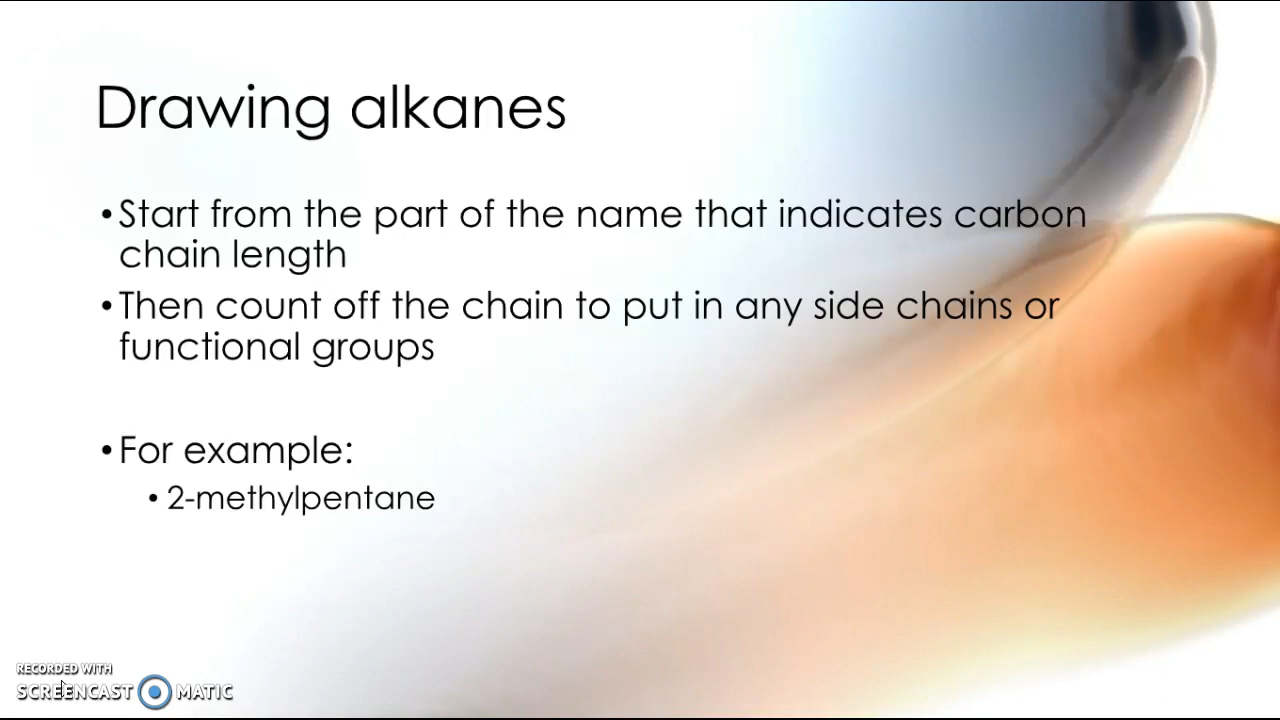 Drawing alkanes
• Start from the part of the name that indicates carbon
chain length
• Then count off the chain to put in any side chains or
functional groups
• For example:
• 2-methylpentane
RECORDED WITH
SCREENCAST MATIC